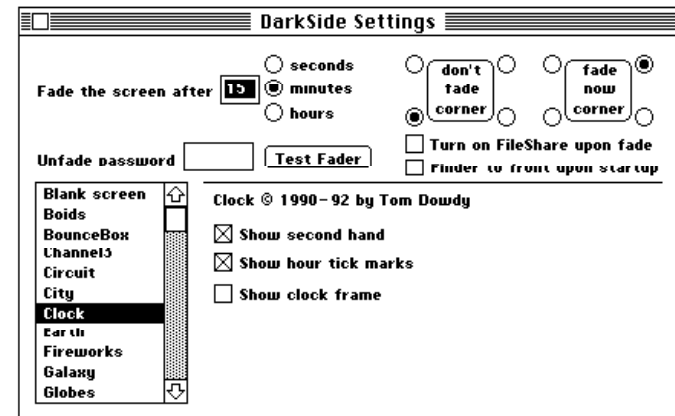 DarkSide Settings
Fade the screen after 15
seconds
minutes
hours
don't fade corner
fade now corner
Turn on FileShare upon fade
Finder to front upon startup
Unfade password
Test Fader
Blank screen
Boids
BounceBox
Channel3
Circuit
City
Clock
Earth
Fireworks
Galaxy
Globes
Clock © 1990-92 by Tom Dowdy
Show second hand
Show hour tick marks
Show clock frame